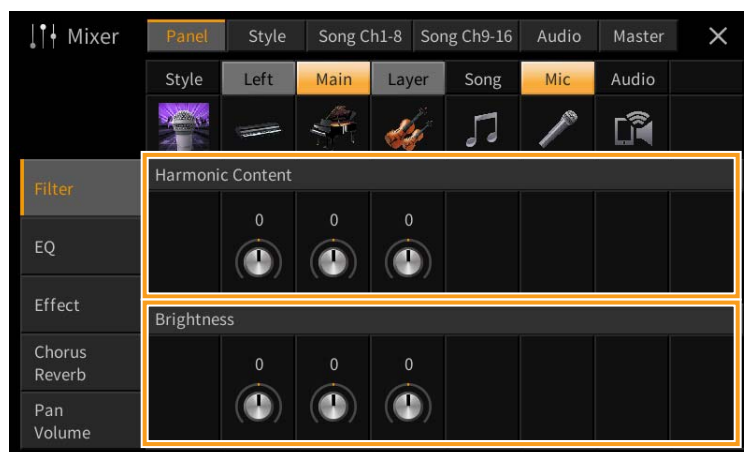 Mixer Panel Style Song Ch1-8 Song Ch9-16 Audio Master
Style Left Main Layer Song Mic Audio
Filter
Harmonic Content
0 0 0
EQ
Effect
Brightness
Chorus
Reverb
0 0 0
Pan
Volume